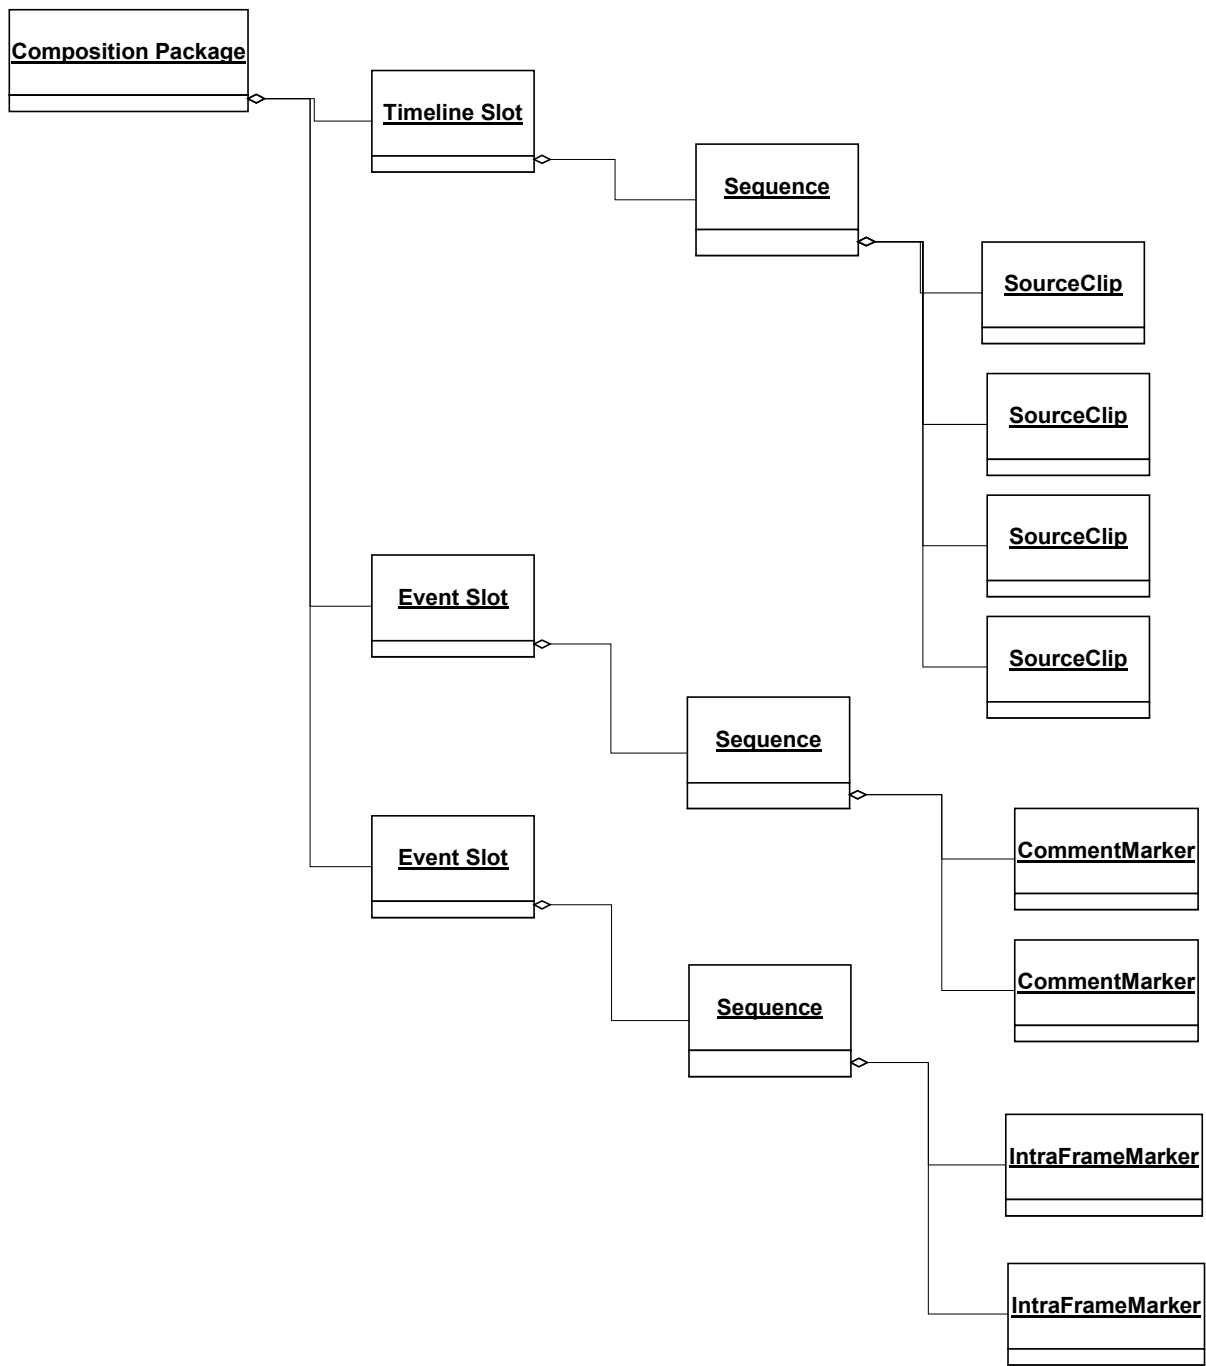 Composition Package
Timeline Slot
Sequence
SourceClip
SourceClip
SourceClip
Event Slot
SourceClip
Sequence
CommentMarker
Event Slot
CommentMarker
Sequence
IntraFrameMarker
IntraFrameMarker